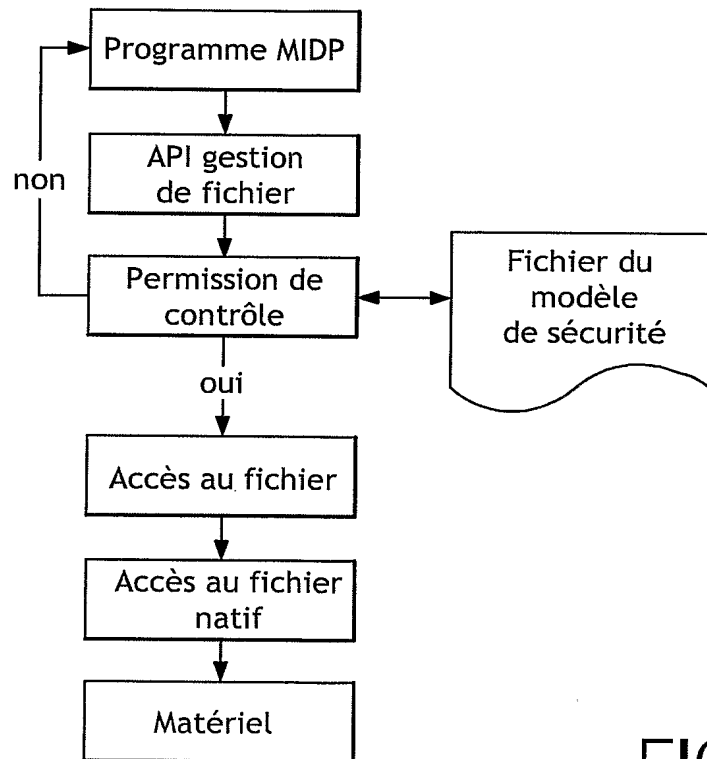 Programme MIDP
API gestion
de fichier
non
Permission de
contrôle
Fichier du
modèle
de sécurité
oui
Accès au fichier
Accès au fichier
natif
Matériel
FIG